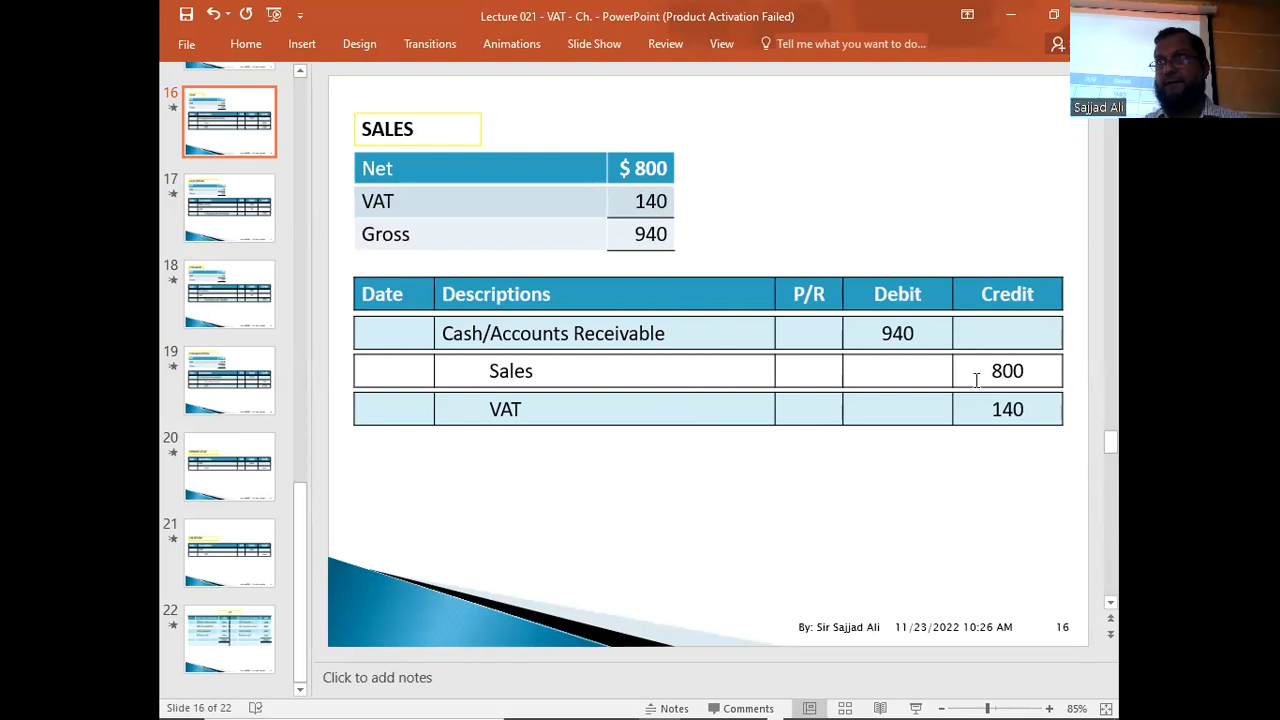 Lecture 021 - VAT - Ch. - PowerPoint (Product Activation Failed)
File Home Insert Design Transitions Animations Slide Show Review View Tell me what you want to do...
Sajjad Ali
16
17
18
19
20
21
22
SALES
Net $ 800
VAT 140
Gross 940
Date Descriptions P/R Debit Credit
Cash/Accounts Receivable 940
Sales 800
VAT 140
By: Sir Sajjad Ali 11/23/2022 10:26 AM 16
Click to add notes
Slide 16 of 22 Notes Comments 85%